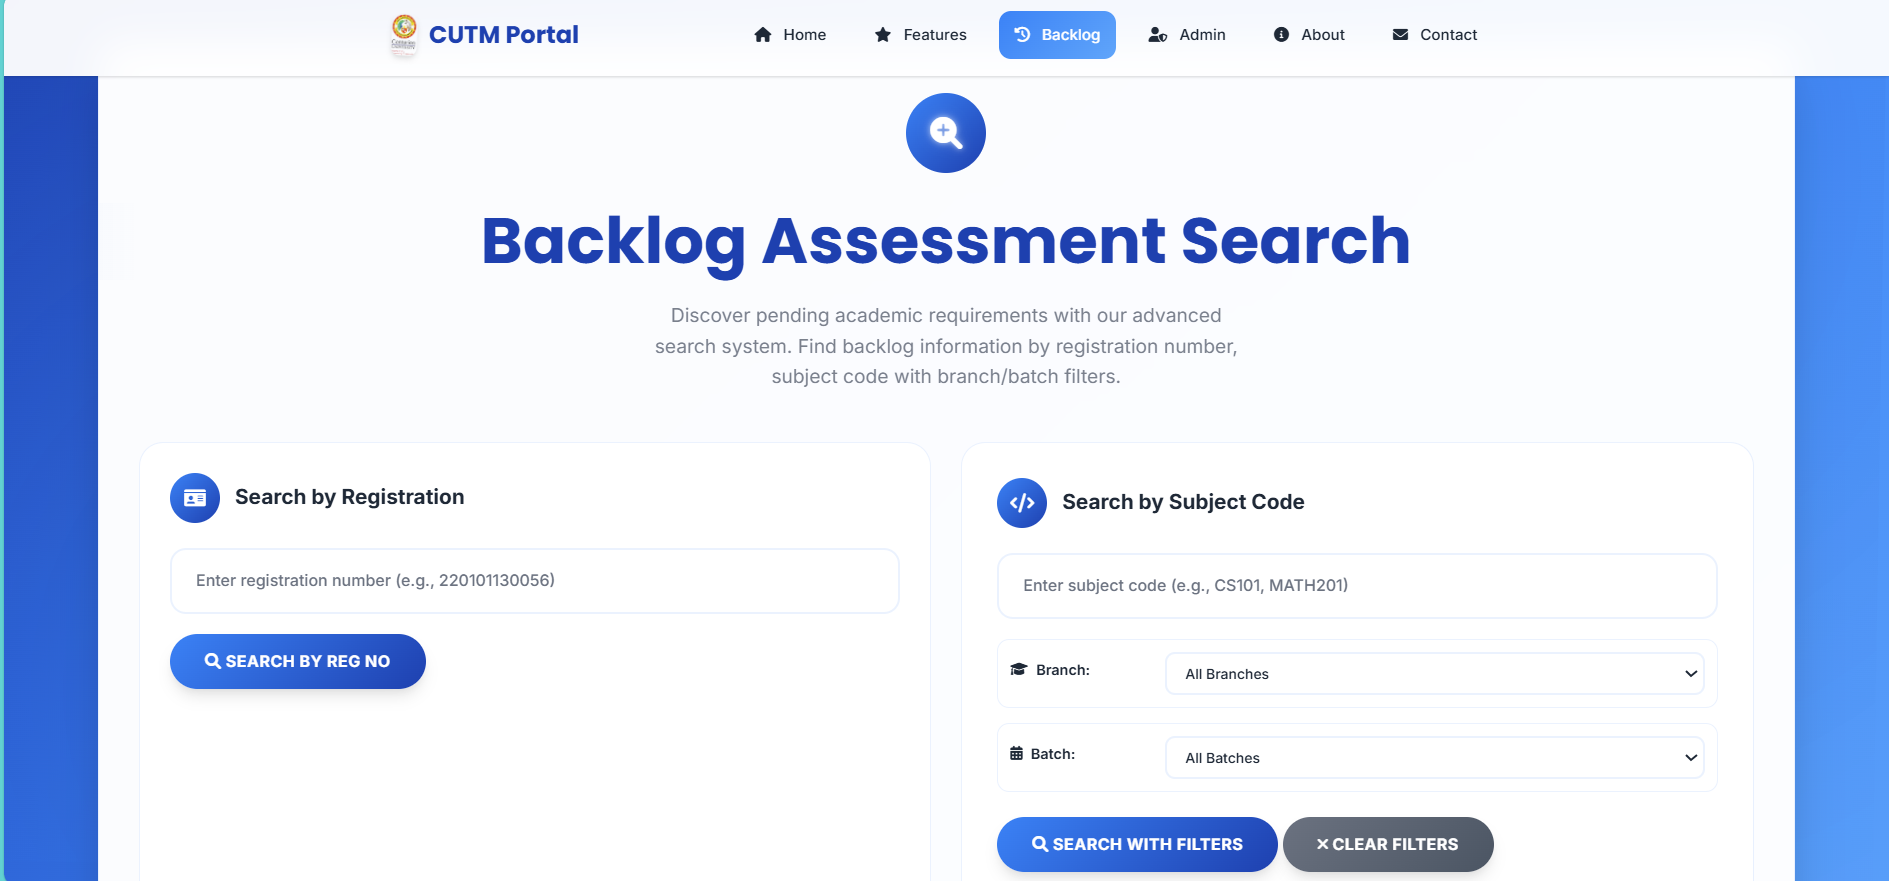 CUTM Portal
Home
Features
Backlog
Admin
About
Contact
Backlog Assessment Search
Discover pending academic requirements with our advanced
search system. Find backlog information by registration number,
subject code with branch/batch filters.
Search by Registration
Enter registration number (e.g., 220101130056)
SEARCH BY REG NO
Search by Subject Code
Enter subject code (e.g., CS101, MATH201)
Branch:
All Branches
Batch:
All Batches
SEARCH WITH FILTERS
CLEAR FILTERS